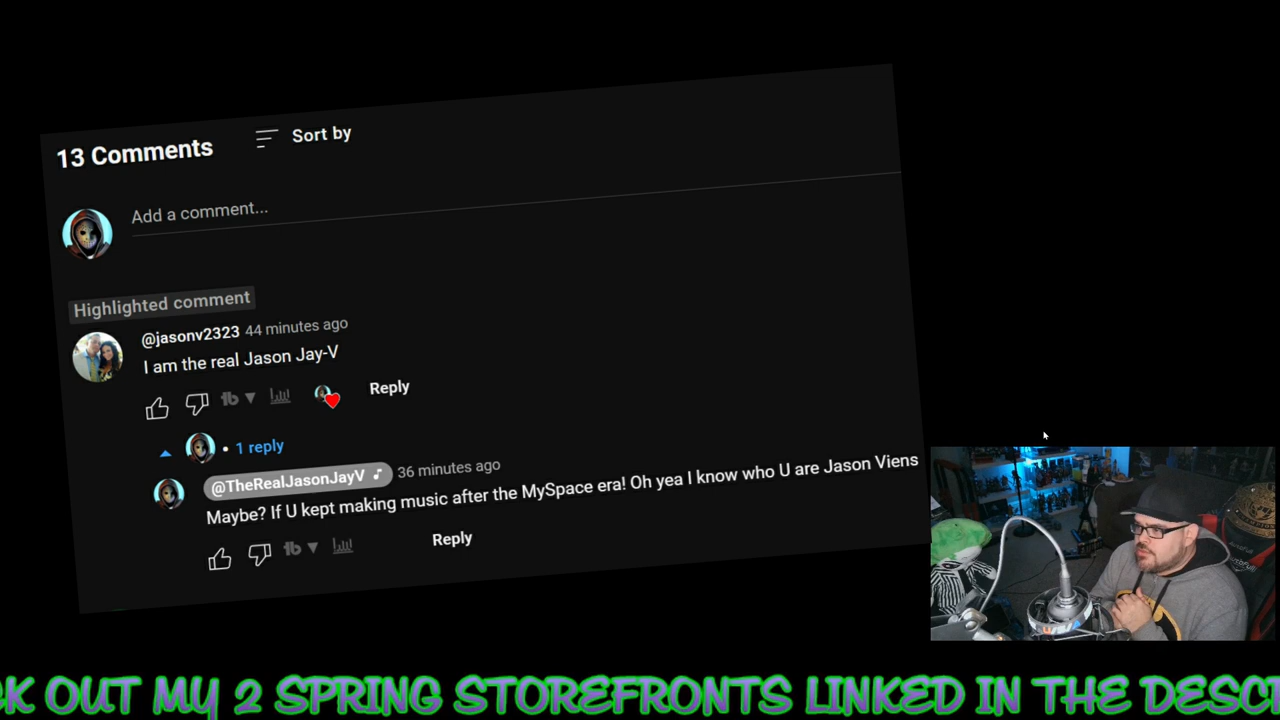 13 Comments
Sort by
Add a comment...
Highlighted comment
@jasonv2323 44 minutes ago
I am the real Jason Jay-V
Reply
• 1 reply
@TheRealJasonJayV 36 minutes ago
Maybe? If U kept making music after the MySpace era! Oh yea I know who U are Jason Viens
Reply
CK OUT MY 2 SPRING STOREFRONTS LINKED IN THE DESC